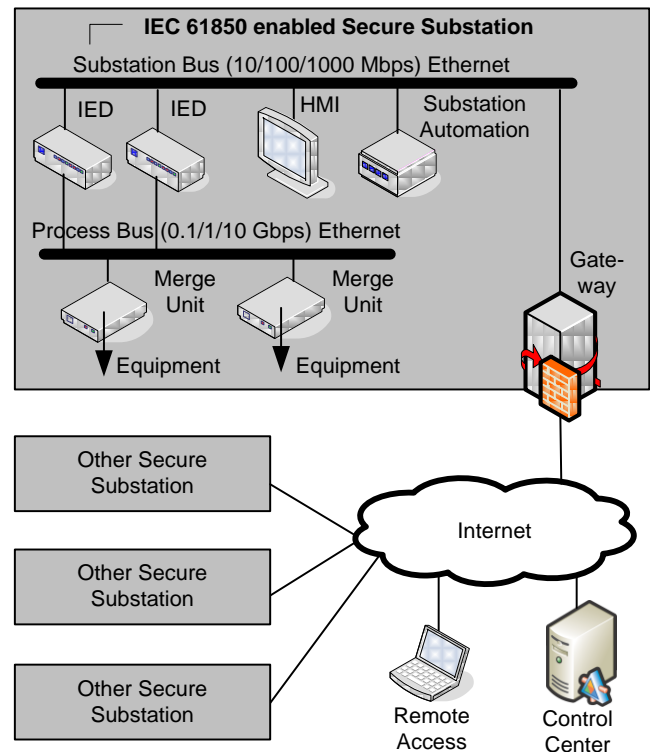 IEC 61850 enabled Secure Substation
Substation Bus (10/100/1000 Mbps) Ethernet
IED
IED
HMI
Substation
Automation
Process Bus (0.1/1/10 Gbps) Ethernet
Merge
Unit
Merge
Unit
Gate-
way
Equipment
Equipment
Other Secure
Substation
Internet
Other Secure
Substation
Other Secure
Substation
Remote
Access
Control
Center